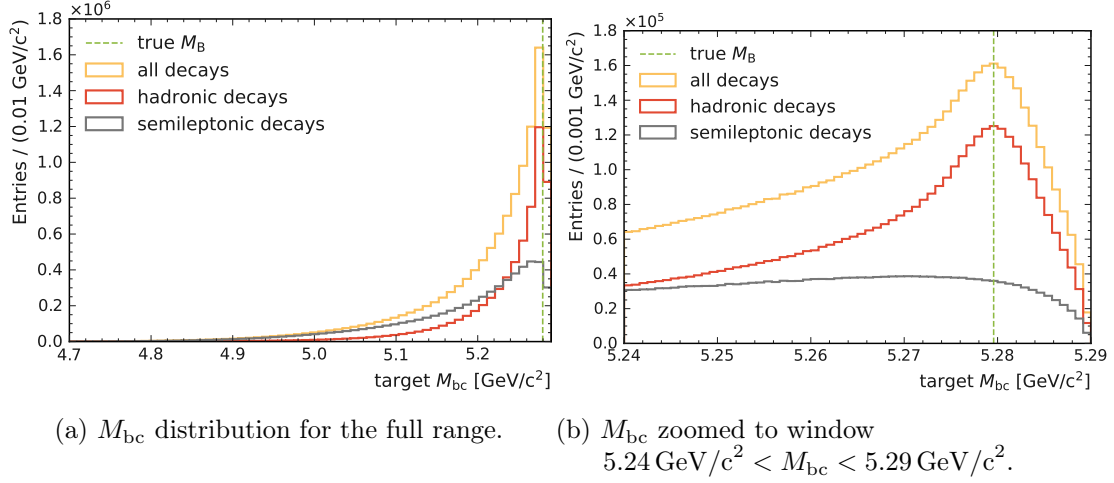 ×10⁶
1.8
1.6
1.4
1.2
1.0
0.8
0.6
0.4
0.2
0.0
Entries / (0.01 GeV/c²)
true M_B
all decays
hadronic decays
semileptonic decays
4.7 4.8 4.9 5.0 5.1 5.2
target M_bc [GeV/c²]
×10⁵
1.8
1.6
1.4
1.2
1.0
0.8
0.6
0.4
0.2
0.0
Entries / (0.001 GeV/c²)
true M_B
all decays
hadronic decays
semileptonic decays
5.24 5.25 5.26 5.27 5.28 5.29
target M_bc [GeV/c²]
(a) M_bc distribution for the full range.
(b) M_bc zoomed to window
5.24 GeV/c² < M_bc < 5.29 GeV/c².